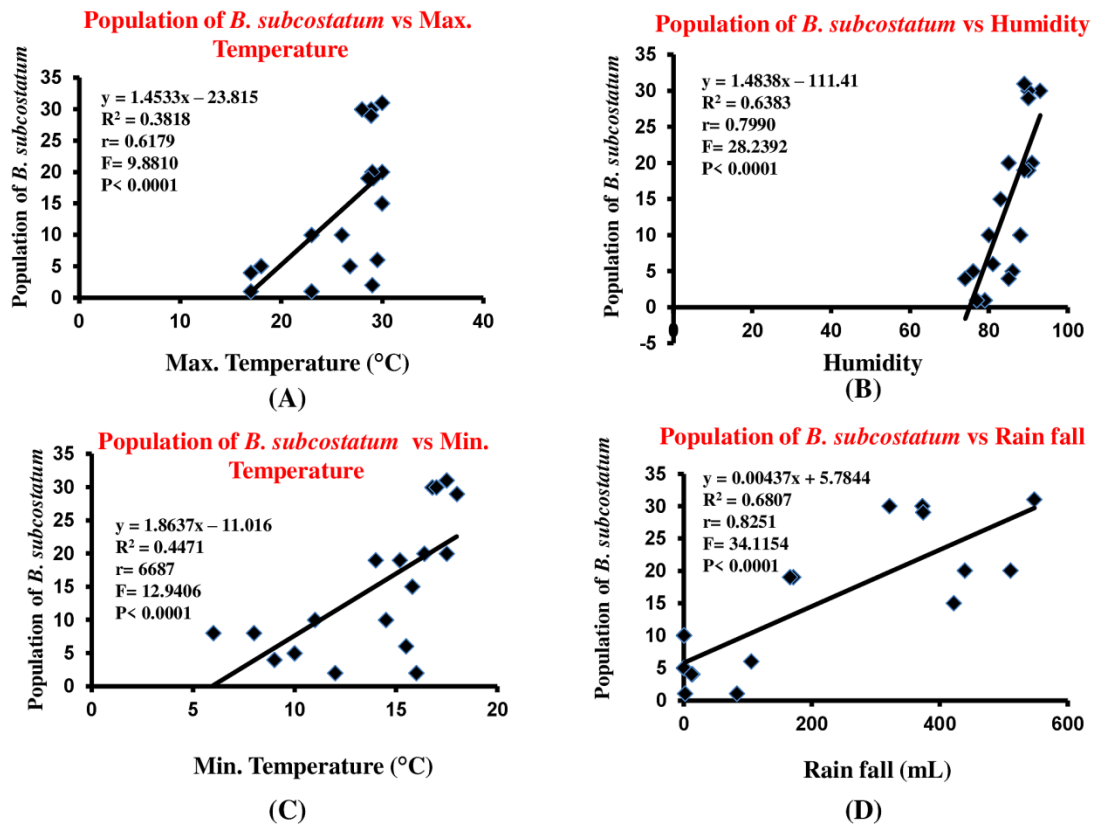 Population of B. subcostatum vs Max.
Temperature
y = 1.4533x – 23.815
R² = 0.3818
r= 0.6179
F= 9.8810
P< 0.0001
Population of B. subcostatum
35
30
25
20
15
10
5
0
0
10
20
30
40
Max. Temperature (°C)
(A)
Population of B. subcostatum vs Humidity
y = 1.4838x – 111.41
R² = 0.6383
r= 0.7990
F= 28.2392
P< 0.0001
Population of B. subcostatum
35
30
25
20
15
10
5
0
-5
0
20
40
60
80
100
Humidity
(B)
Population of B. subcostatum vs Min.
Temperature
y = 1.8637x – 11.016
R² = 0.4471
r= 6687
F= 12.9406
P< 0.0001
Population of B. subcostatum
35
30
25
20
15
10
5
0
0
5
10
15
20
Min. Temperature (°C)
(C)
Population of B. subcostatum vs Rain fall
y = 0.00437x + 5.7844
R² = 0.6807
r= 0.8251
F= 34.1154
P< 0.0001
Population of B. subcostatum
35
30
25
20
15
10
5
0
0
200
400
600
Rain fall (mL)
(D)